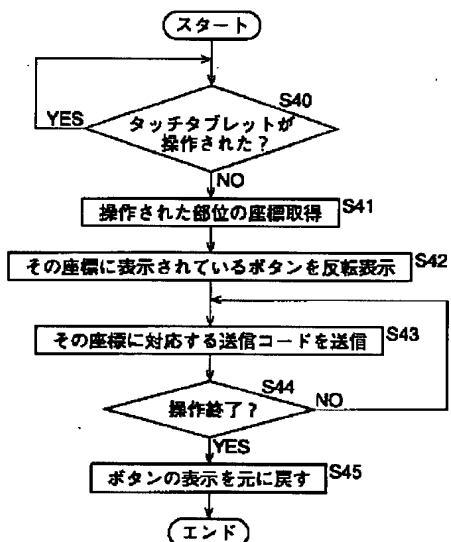 スタート
S40
タッチタブレットが
操作された？
YES
NO
操作された部位の座標取得
S41
その座標に表示されているボタンを反転表示
S42
その座標に対応する送信コードを送信
S43
S44
操作終了？
NO
YES
ボタンの表示を元に戻す
S45
エンド